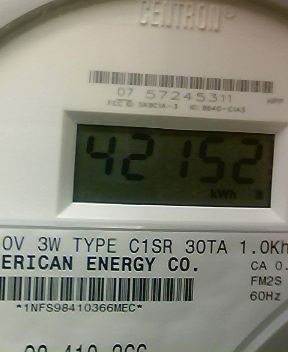 CENTRON®
07 57245311
42152
kWh
0V 3W TYPE C1SR 30TA 1.0Kh
ERICAN ENERGY CO.
CA 0.
FM2S
60Hz
*1NFS98410366MEC*